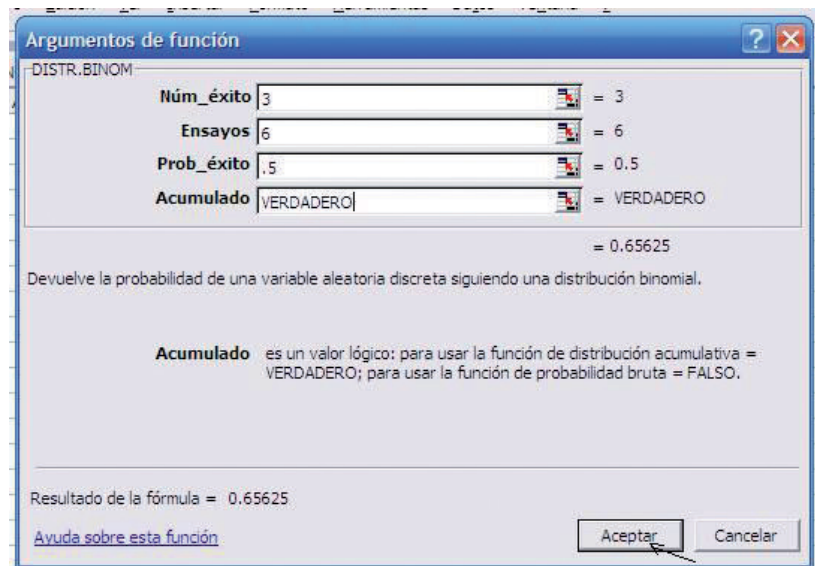 Argumentos de función
DISTR.BINOM
Núm_éxito 3 = 3
Ensayos 6 = 6
Prob_éxito .5 = 0.5
Acumulado VERDADERO = VERDADERO
= 0.65625
Devuelve la probabilidad de una variable aleatoria discreta siguiendo una distribución binomial.
Acumulado es un valor lógico: para usar la función de distribución acumulativa =
VERDADERO; para usar la función de probabilidad bruta = FALSO.
Resultado de la fórmula = 0.65625
Ayuda sobre esta función Aceptar Cancelar